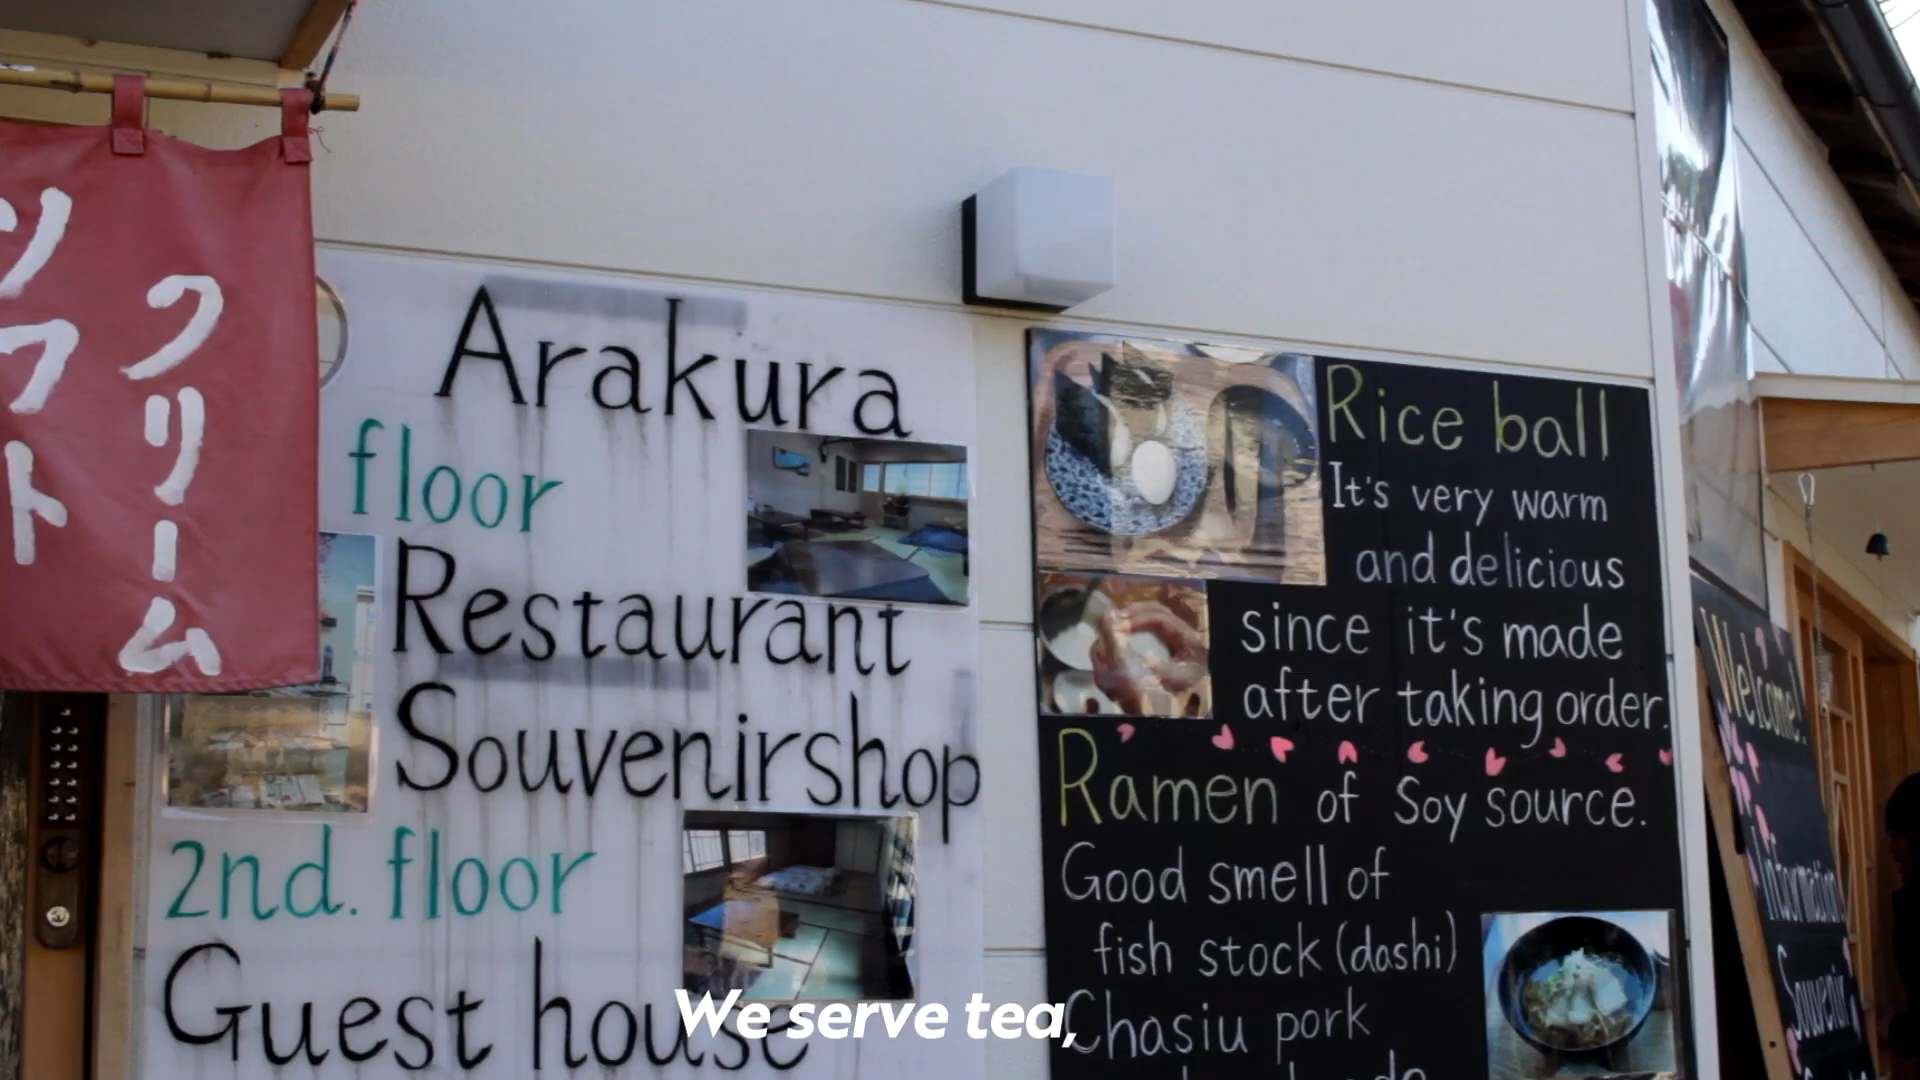 ソフト
クリーム
Arakura
floor
Restaurant
Souvenirshop
2nd. floor
Guest house
Rice ball
It's very warm
and delicious
since it's made
after taking order.
Ramen of Soy source.
Good smell of
fish stock (dashi)
Chasiu pork
Welcome!
Information
Souvenir
We serve tea,